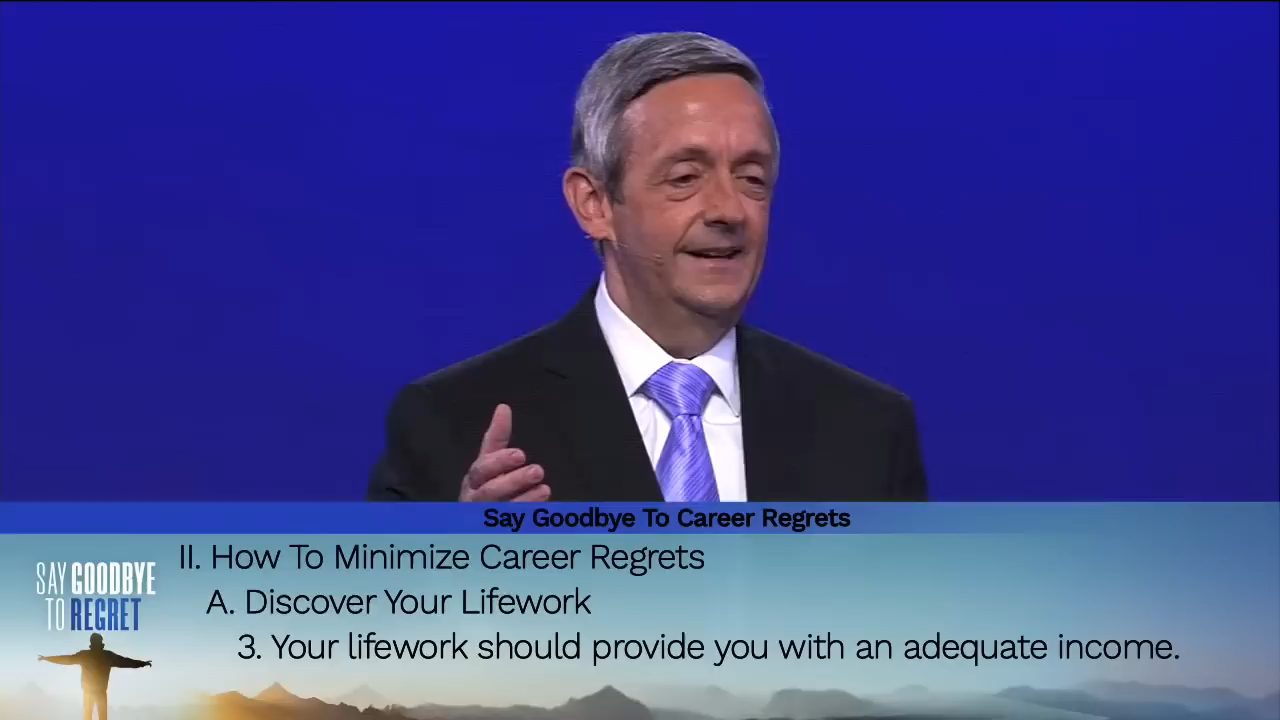 Say Goodbye To Career Regrets
II. How To Minimize Career Regrets
SAY GOODBYE
TO REGRET
A. Discover Your Lifework
3. Your lifework should provide you with an adequate income.